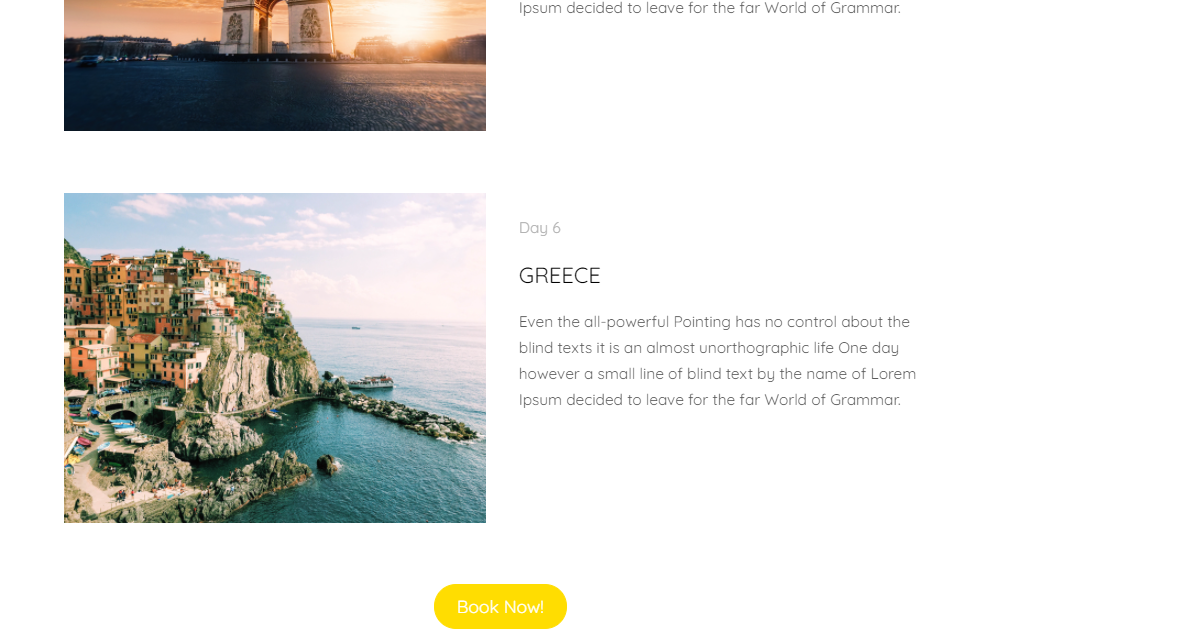 Ipsum decided to leave for the far World of Grammar.
Day 6
GREECE
Even the all-powerful Pointing has no control about the
blind texts it is an almost unorthographic life One day
however a small line of blind text by the name of Lorem
Ipsum decided to leave for the far World of Grammar.
Book Now!